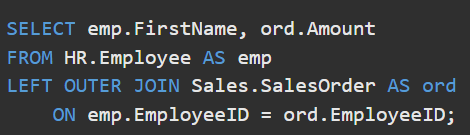 SELECT emp.FirstName, ord.Amount
FROM HR.Employee AS emp
LEFT OUTER JOIN Sales.SalesOrder AS ord
    ON emp.EmployeeID = ord.EmployeeID;